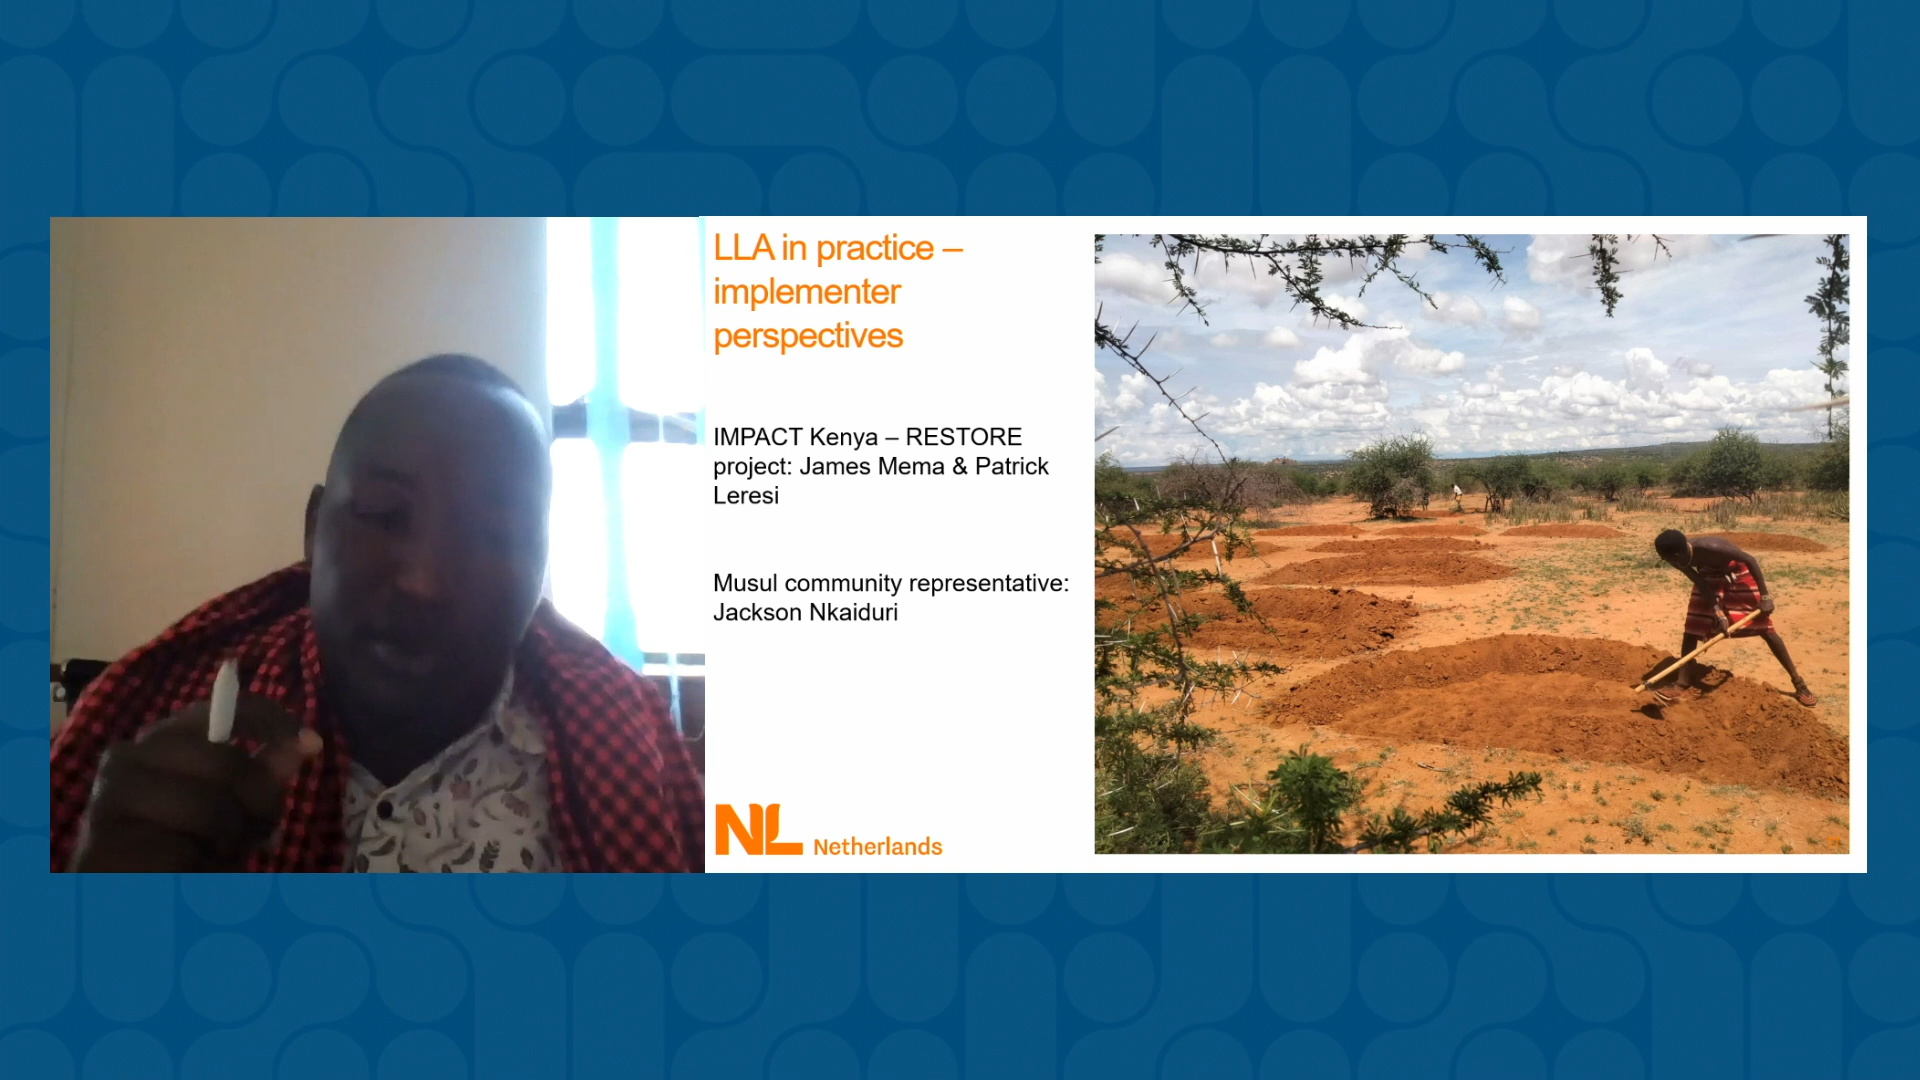 LLA in practice –
implementer
perspectives
IMPACT Kenya – RESTORE
project: James Mema & Patrick
Leresi
Musul community representative:
Jackson Nkaiduri
NL Netherlands